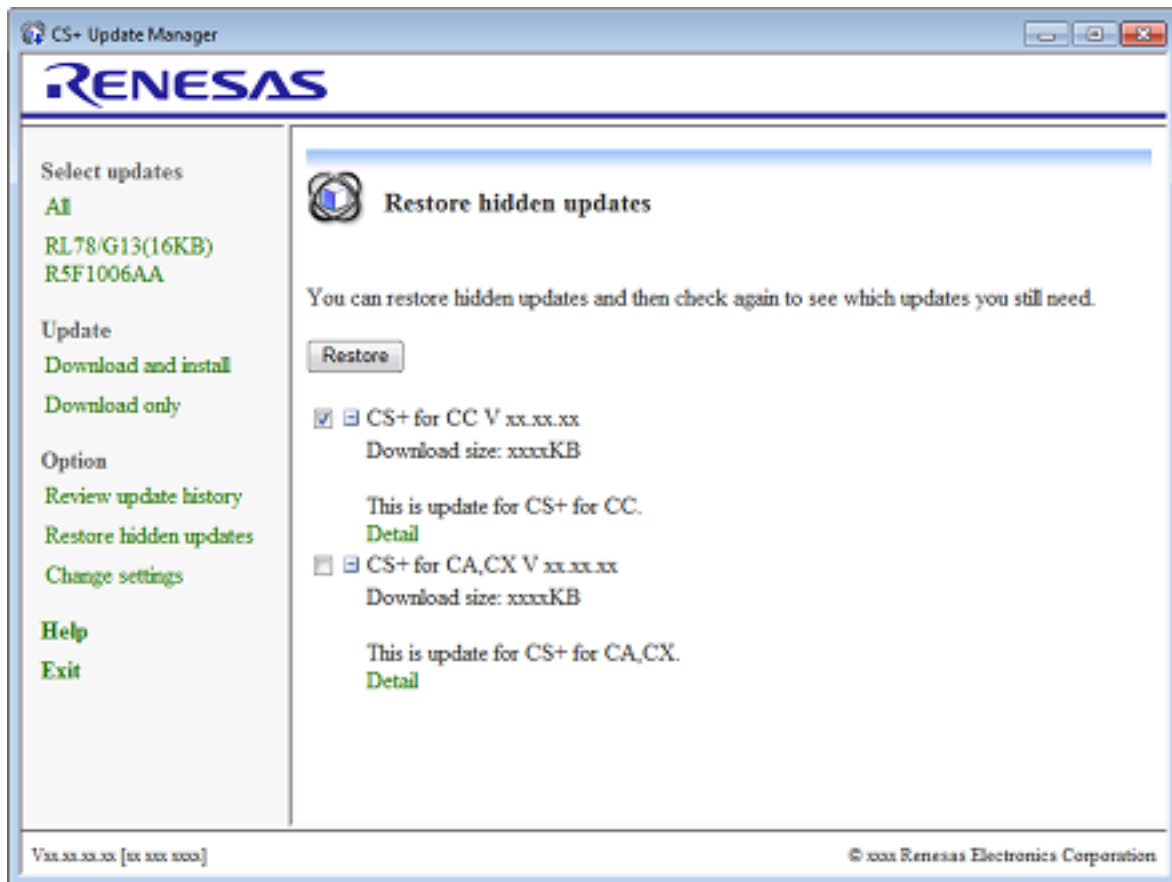 CS+ Update Manager
RENESAS
Select updates
All
RL78/G13(16KB)
R5F1006AA
Update
Download and install
Download only
Option
Review update history
Restore hidden updates
Change settings
Help
Exit
Restore hidden updates
You can restore hidden updates and then check again to see which updates you still need.
Restore
CS+ for CC V xx.xx.xx
Download size: xxxxKB
This is update for CS+ for CC.
Detail
CS+ for CA,CX V xx.xx.xx
Download size: xxxxKB
This is update for CS+ for CA,CX.
Detail
Vxx.xx.xx.xx [xx xxx xxxx]
© xxxx Renesas Electronics Corporation